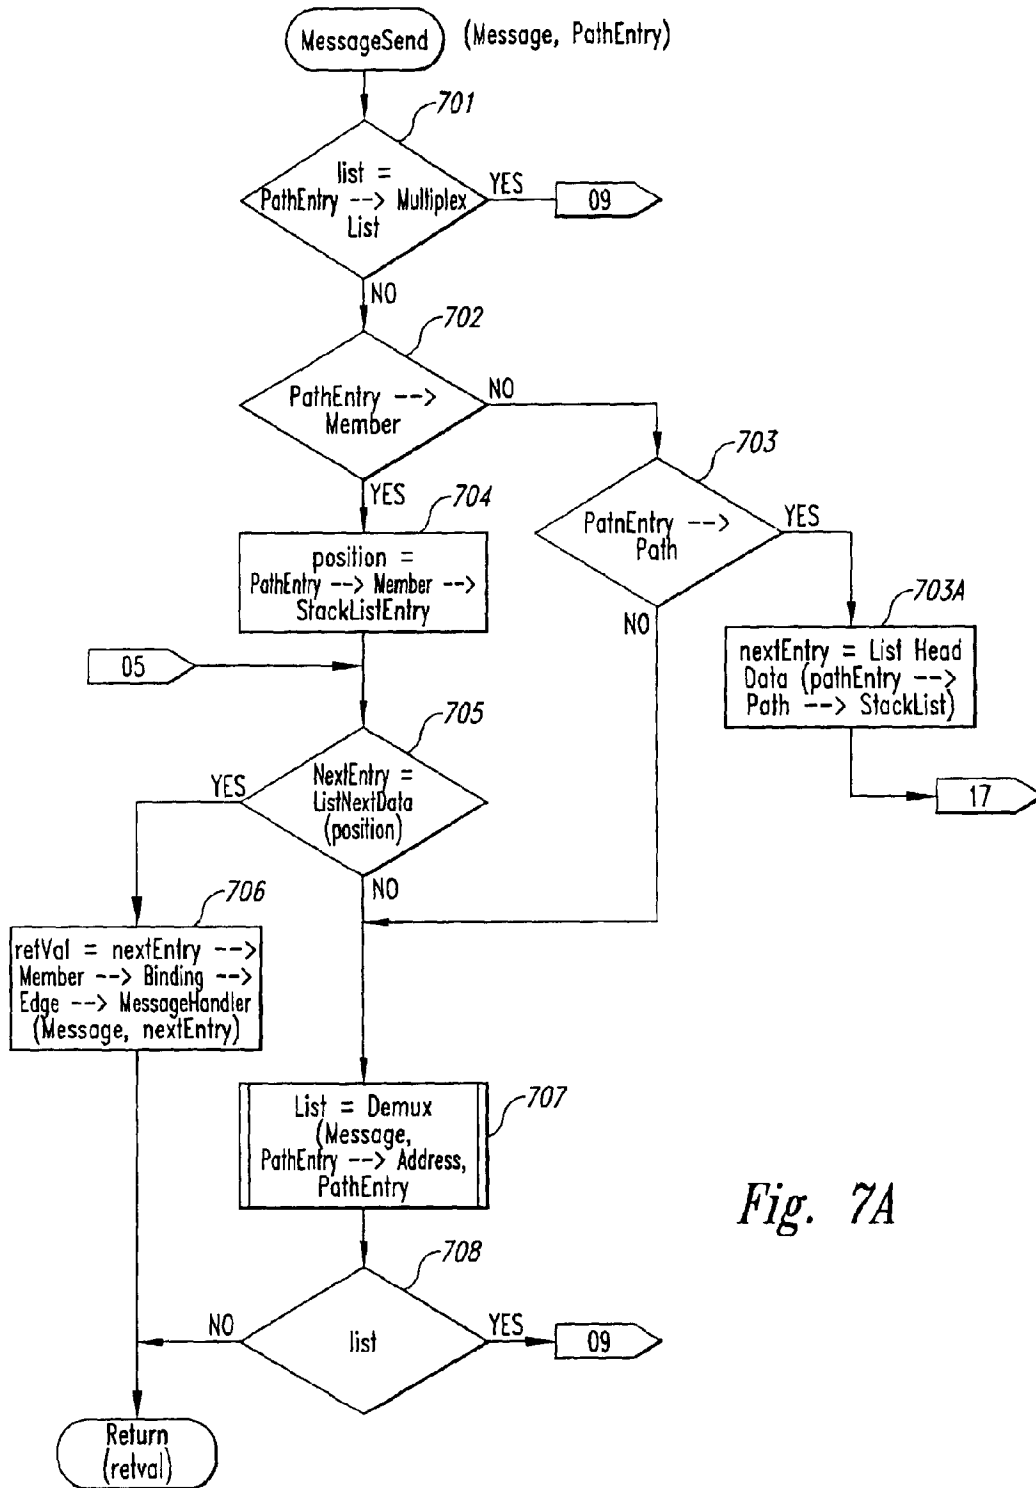 MessageSend
(Message, PathEntry)
701
list =
PathEntry --> Multiplex
List
YES
09
NO
702
PathEntry -->
Member
NO
703
YES
704
PatnEntry -->
Path
YES
position =
PathEntry --> Member -->
StackListEntry
NO
703A
nextEntry = List Head
Data (pathEntry -->
Path --> StackList)
05
705
YES
NextEntry =
ListNextData
(position)
17
NO
706
retVal = nextEntry -->
Member --> Binding -->
Edge --> MessageHandler
(Message, nextEntry)
List = Demux
(Message,
PathEntry --> Address,
PathEntry
707
Fig. 7A
708
NO
list
YES
09
Return
(retval)